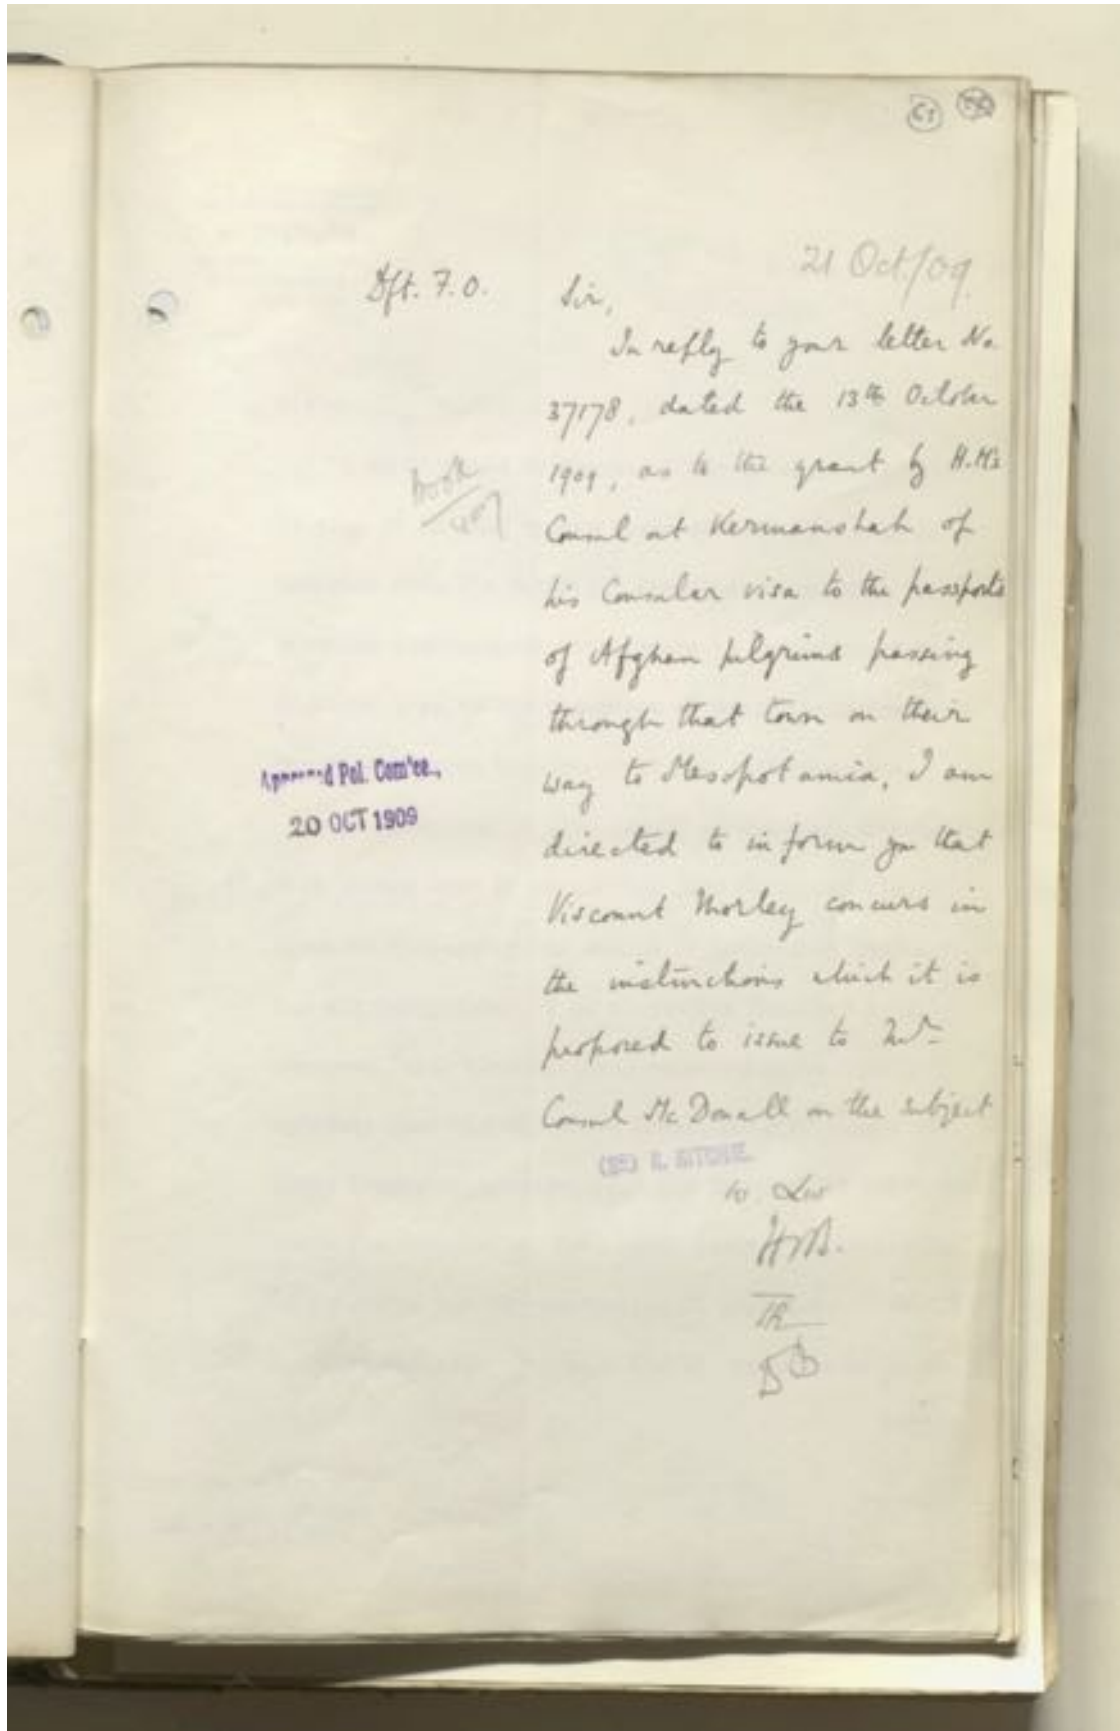 21 Oct./09.
Dft. F.O.
Sir,
In reply to your letter No
37178, dated the 13th October
1909, as to the grant by H.M's
Consul at Kermanshah of
his Consular visa to the passports
of Afghan pilgrims passing
through that town on their
way to Mesopotamia, I am
directed to inform you that
Viscount Morley concurs in
the instructions which it is
proposed to issue to
Consul McDouall on the subject
Approved Pol. Com'ee.,
20 OCT 1909
(SD) R. RITCHIE.